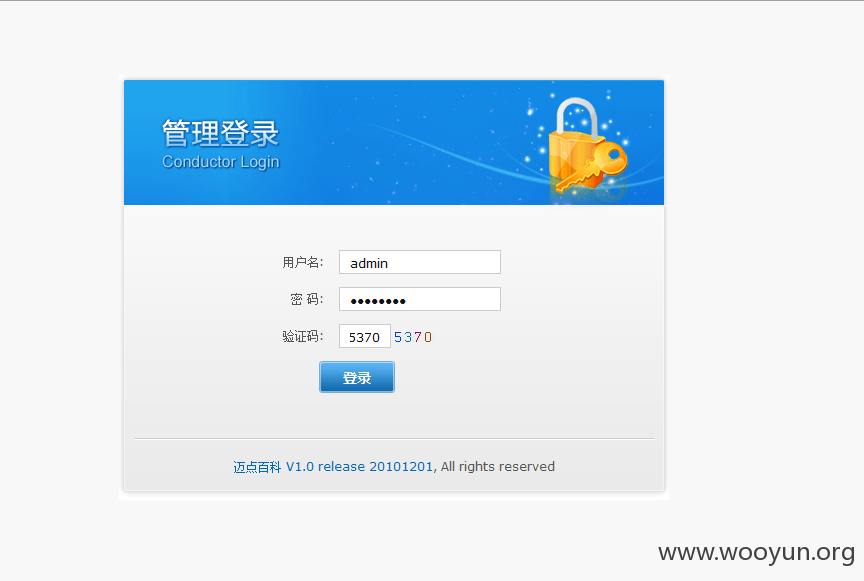 管理登录
Conductor Login
用户名: admin
密 码: ••••••••
验证码: 5370 5370
登录
迈点百科 V1.0 release 20101201, All rights reserved
www.wooyun.org